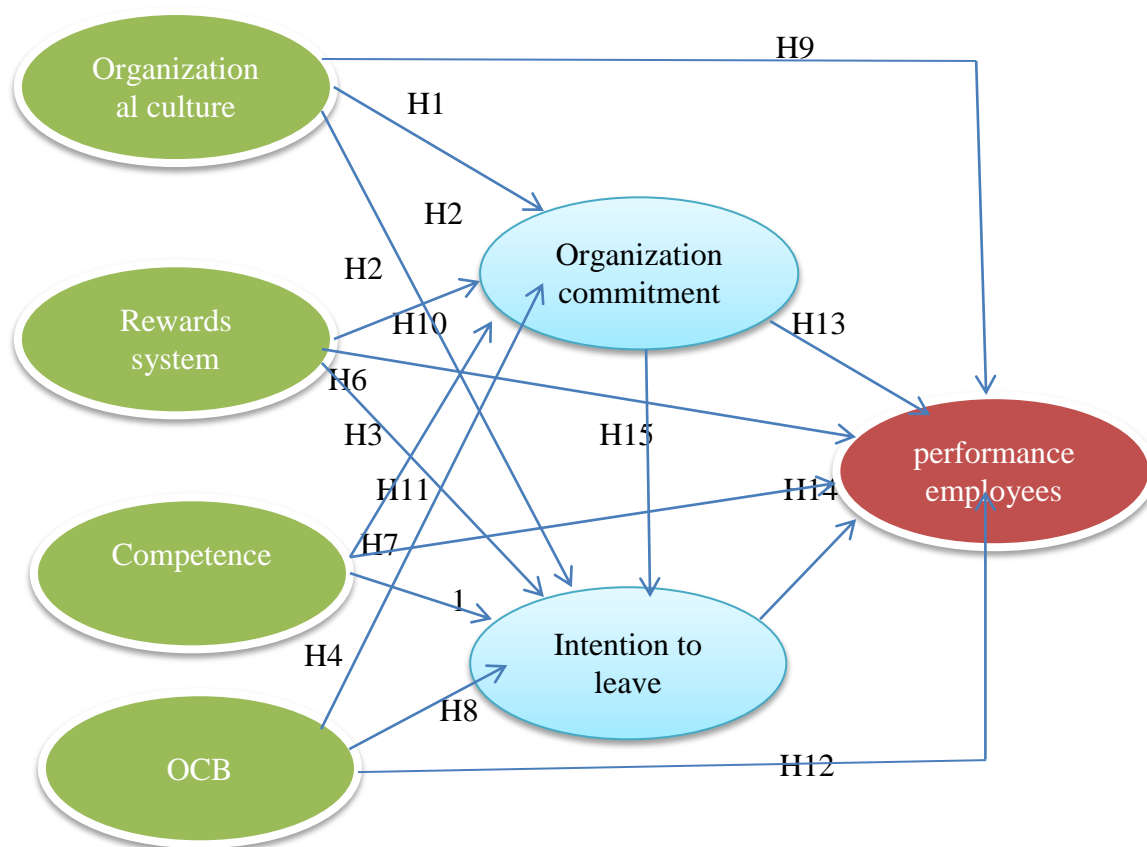 H9
Organization
al culture
H1
H2
Organization
commitment
H2
Rewards
system
H10
H13
H6
H3
H15
performance
employees
H11
H14
Competence
H7
1
Intention to
leave
H4
H8
OCB
H12